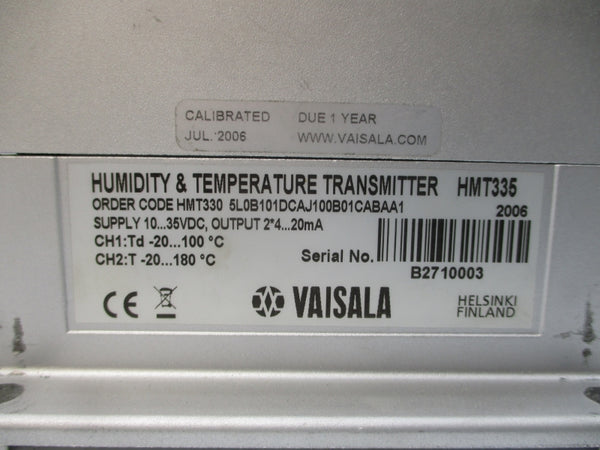 CALIBRATED DUE 1 YEAR
JUL. 2006 WWW.VAISALA.COM
HUMIDITY & TEMPERATURE TRANSMITTER HMT335
ORDER CODE HMT330 5L0B101DCAJ100B01CABAA1 2006
SUPPLY 10...35VDC, OUTPUT 2*4...20mA
CH1:Td -20...100 °C
CH2:T -20...180 °C
Serial No.
B2710003
CE VAISALA HELSINKI
FINLAND